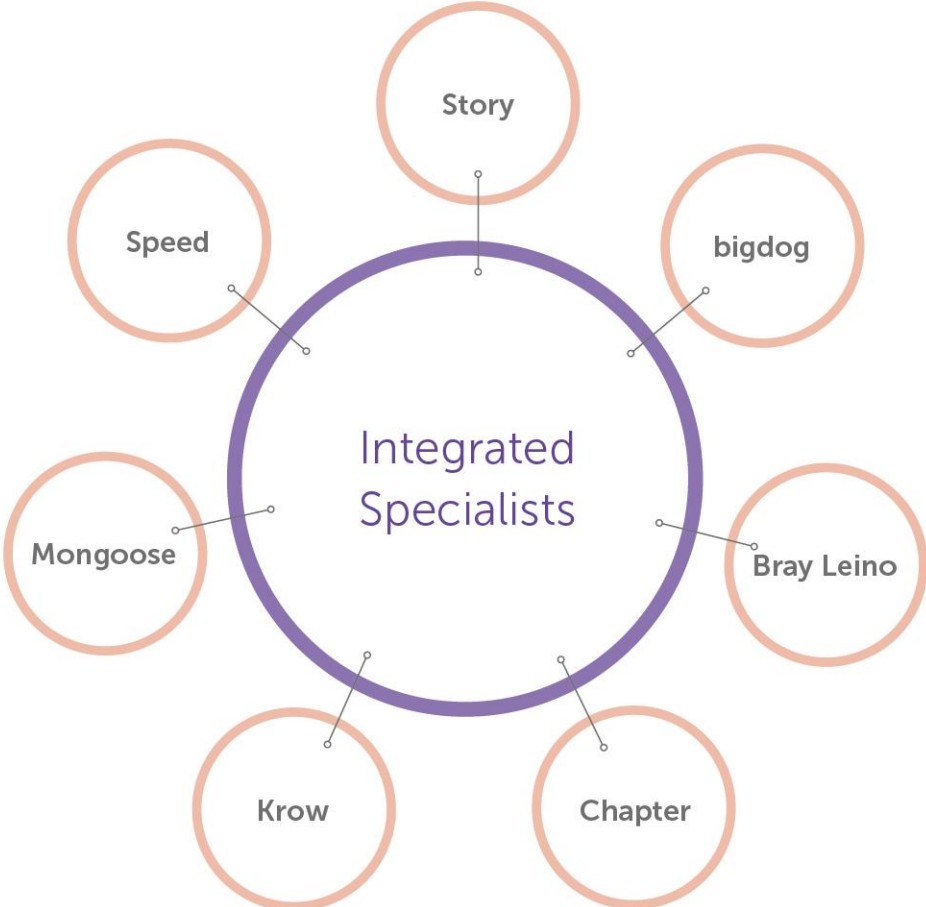 Story
Speed
bigdog
Integrated
Specialists
Mongoose
Bray Leino
Krow
Chapter